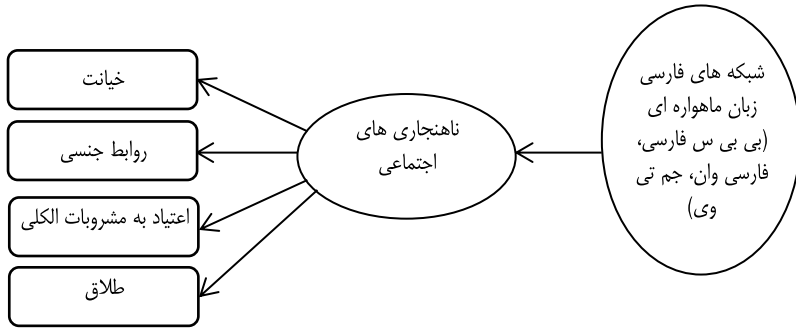 شبکه های فارسی
زبان ماهواره ای
(بی بی س فارسی،
فارسی وان، جم تی
وی)
ناهنجاری های
اجتماعی
خیانت
روابط جنسی
اعتیاد به مشروبات الکلی
طلاق